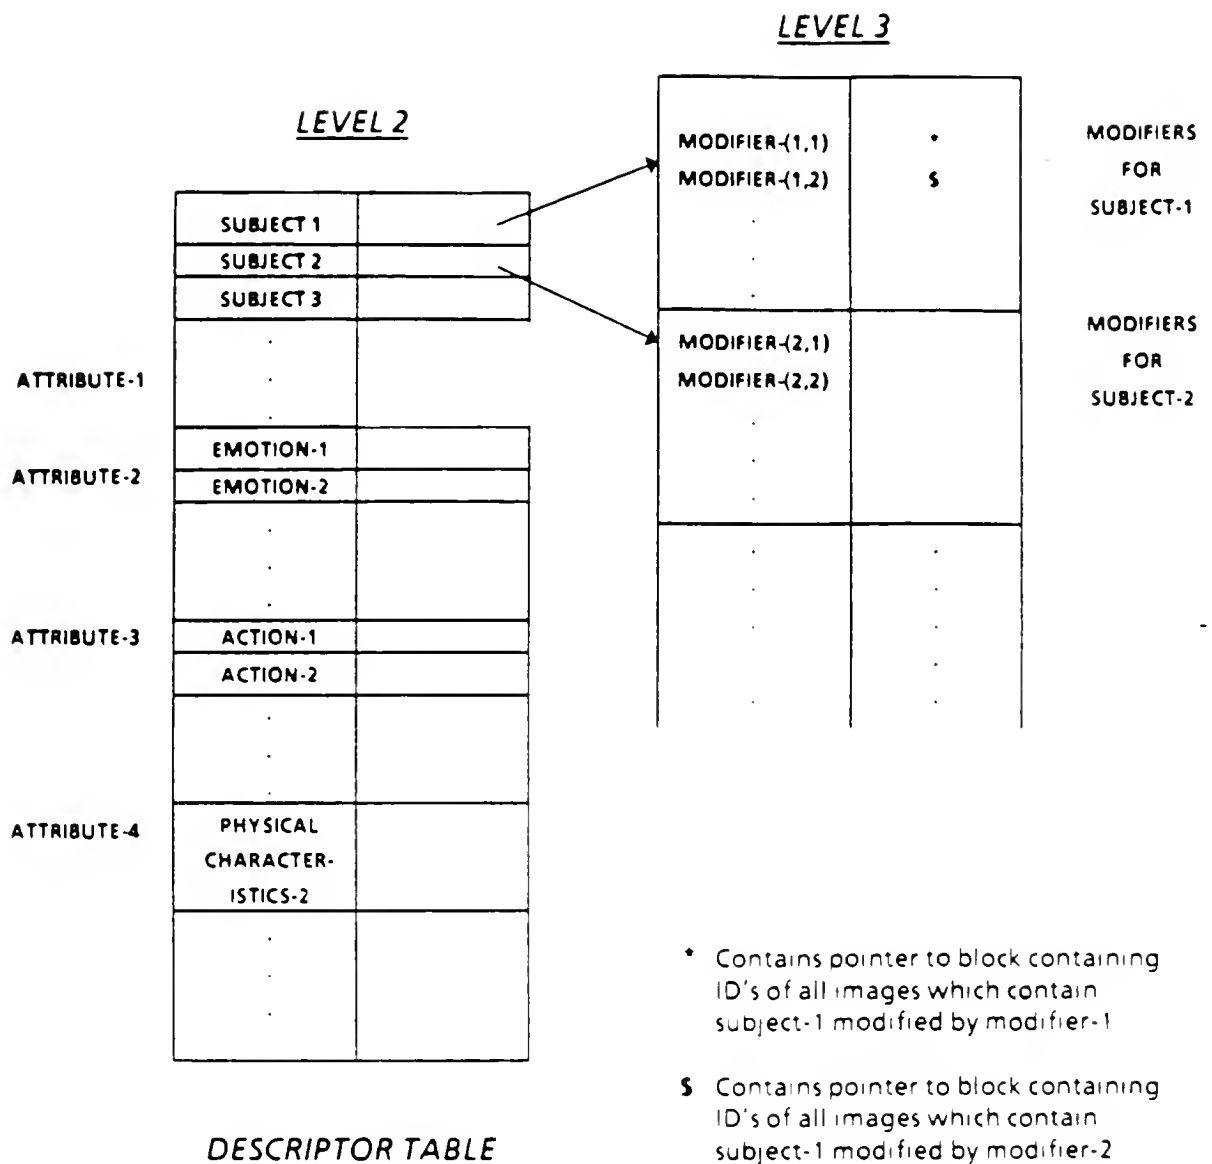 LEVEL 3
LEVEL 2
MODIFIER-(1,1) *
MODIFIER-(1,2) $
MODIFIERS
FOR
SUBJECT-1
SUBJECT 1
SUBJECT 2
SUBJECT 3
MODIFIER-(2,1)
MODIFIER-(2,2)
MODIFIERS
FOR
SUBJECT-2
ATTRIBUTE-1
ATTRIBUTE-2
EMOTION-1
EMOTION-2
ATTRIBUTE-3
ACTION-1
ACTION-2
ATTRIBUTE-4
PHYSICAL
CHARACTER-
ISTICS-2
* Contains pointer to block containing
ID's of all images which contain
subject-1 modified by modifier-1
$ Contains pointer to block containing
ID's of all images which contain
subject-1 modified by modifier-2
DESCRIPTOR TABLE